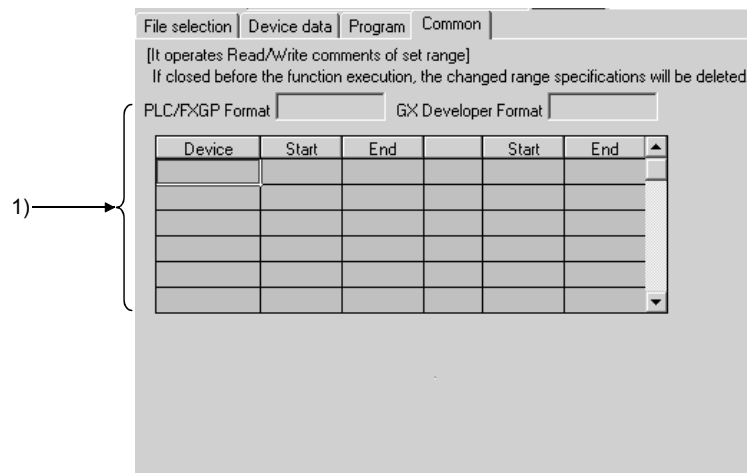 File selection Device data Program Common
[It operates Read/Write comments of set range]
If closed before the function execution, the changed range specifications will be deleted
PLC/FXGP Format GX Developer Format
Device Start End Start End
1)